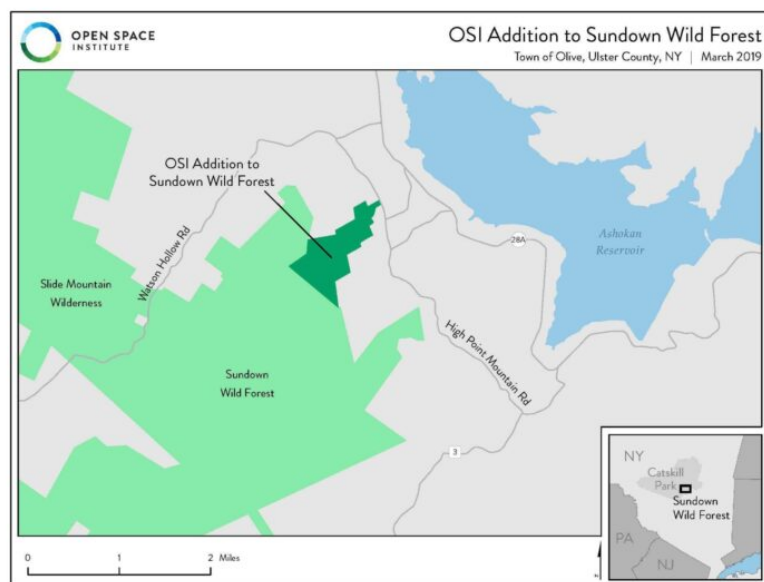 OPEN SPACE
INSTITUTE
OSI Addition to Sundown Wild Forest
Town of Olive, Ulster County, NY | March 2019
OSI Addition to
Sundown Wild Forest
Watson Hollow Rd
Slide Mountain
Wilderness
28A
Ashokan
Reservoir
High Point Mountain Rd
Sundown
Wild Forest
3
NY
Catskill
Park
Sundown
Wild Forest
PA
NJ
0 1 2 Miles